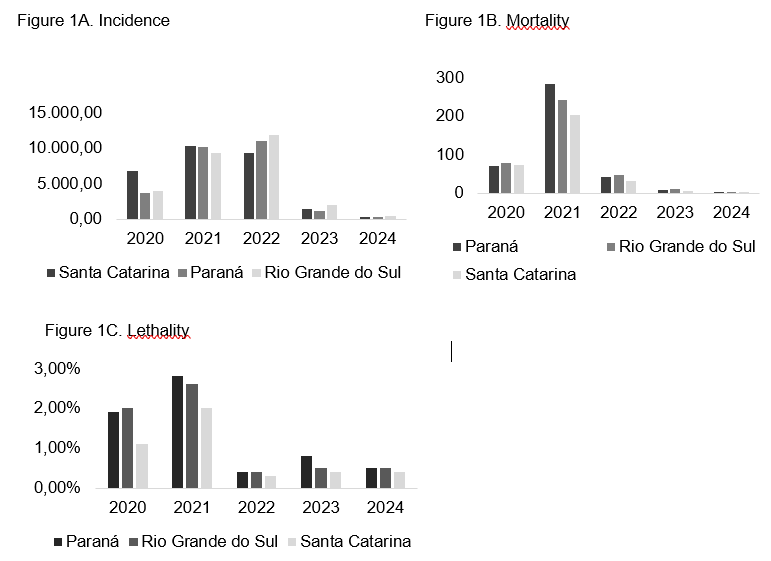 Figure 1A. Incidence
15.000,00
10.000,00
5.000,00
0,00
2020 2021 2022 2023 2024
Santa Catarina Paraná Rio Grande do Sul
Figure 1B. Mortality
300
200
100
0
2020 2021 2022 2023 2024
Paraná Rio Grande do Sul
Santa Catarina
Figure 1C. Lethality
3,00%
2,00%
1,00%
0,00%
2020 2021 2022 2023 2024
Paraná Rio Grande do Sul Santa Catarina